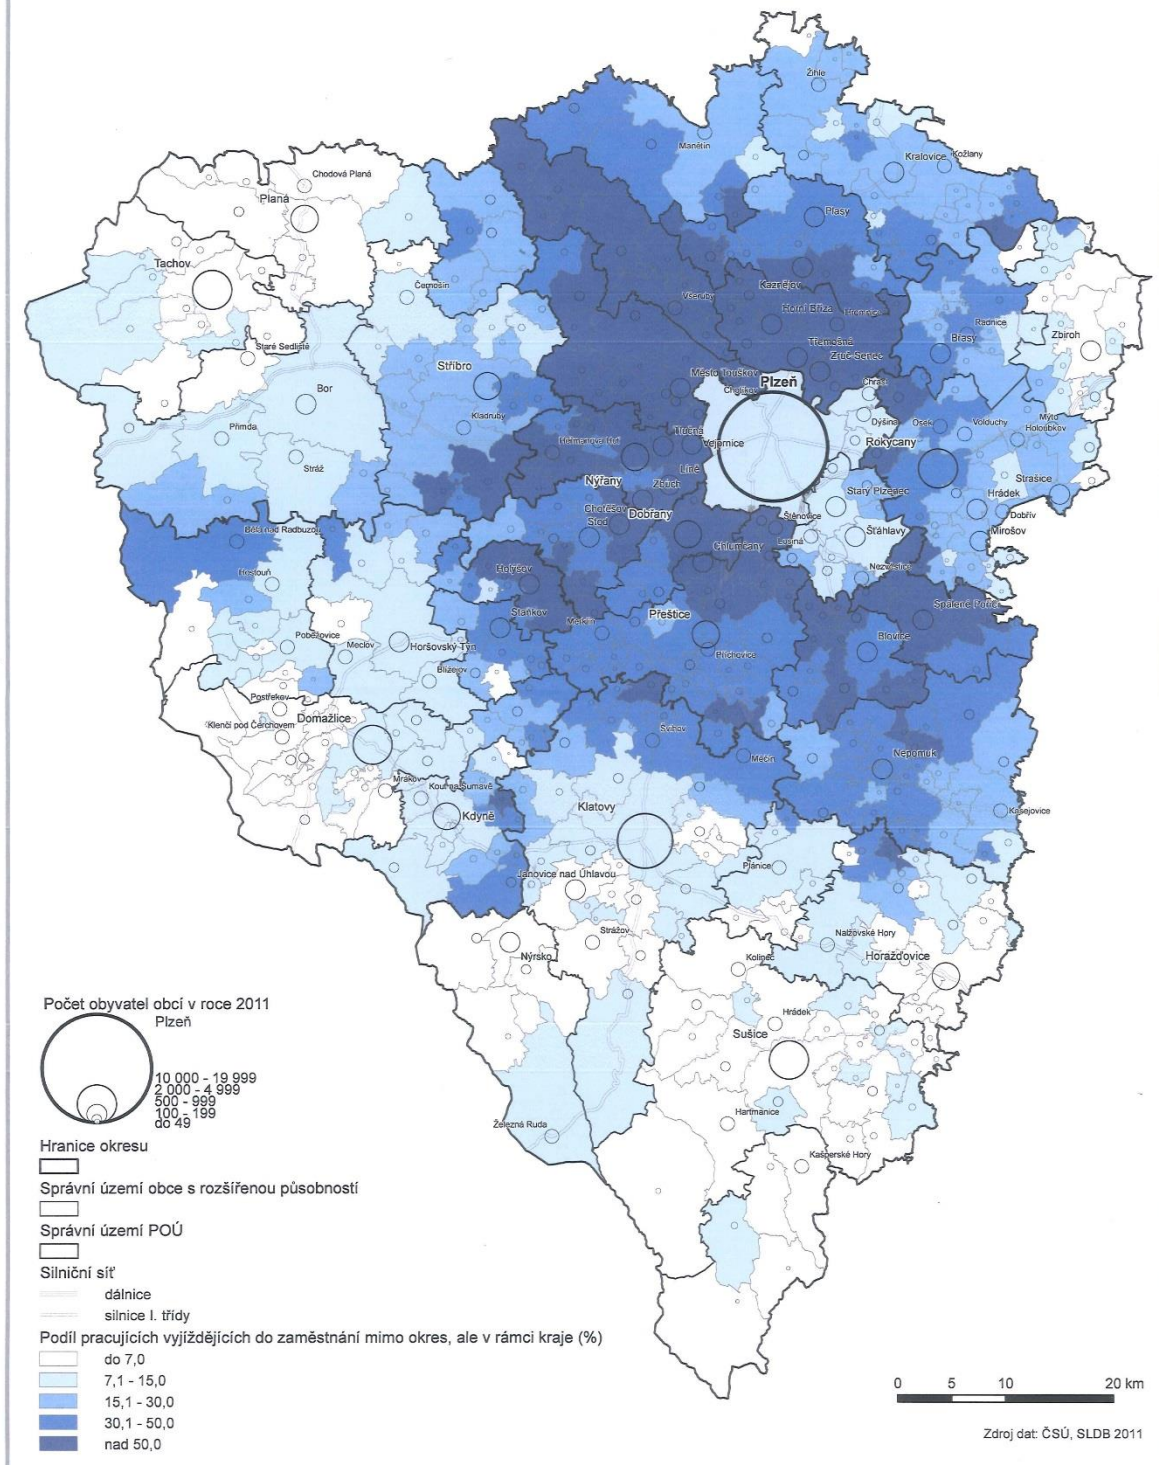 Žihle
Manětín
Kralovice
Kožlany
Chodová Planá
Planá
Plasy
Tachov
Kaznějov
Černošín
Všeruby
Horní Bříza
Hromnice
Radnice
Břasy
Zbiroh
Třemošná
Zruč-Senec
Staré Sedliště
Stříbro
Město Touškov
Plzeň
Chotíkov
Chrást
Bor
Kladruby
Dýšina
Osek
Volduchy
Mýto
Holoubkov
Přimda
Heřmanova Huť
Tlučná
Vejprnice
Rokycany
Stráž
Líně
Zbůch
Nýřany
Starý Plzenec
Strašice
Hrádek
Dobřív
Chotěšov
Stod
Dobřany
Štěnovice
Šťáhlavy
Mirošov
Bělá nad Radbuzou
Chlumčany
Losiná
Nezvěstice
Hostouň
Holýšov
Spálené Poříčí
Staňkov
Merklín
Přeštice
Poběžovice
Meclov
Horšovský Týn
Blovice
Příchovice
Blížejov
Postřekov
Klenčí pod Čerchovem
Domažlice
Švihov
Měčín
Nepomuk
Mrákov
Kout na Šumavě
Kdyně
Klatovy
Kasejovice
Plánice
Janovice nad Úhlavou
Strážov
Nalžovské Hory
Nýrsko
Kolinec
Horažďovice
Hrádek
Sušice
Hartmanice
Železná Ruda
Kašperské Hory
Počet obyvatel obcí v roce 2011
Plzeň
10 000 - 19 999
2 000 - 4 999
500 - 999
100 - 199
do 49
Hranice okresu
Správní území obce s rozšířenou působností
Správní území POÚ
Silniční síť
dálnice
silnice I. třídy
Podíl pracujících vyjíždějících do zaměstnání mimo okres, ale v rámci kraje (%)
do 7,0
7,1 - 15,0
15,1 - 30,0
30,1 - 50,0
nad 50,0
0 5 10 20 km
Zdroj dat: ČSÚ, SLDB 2011